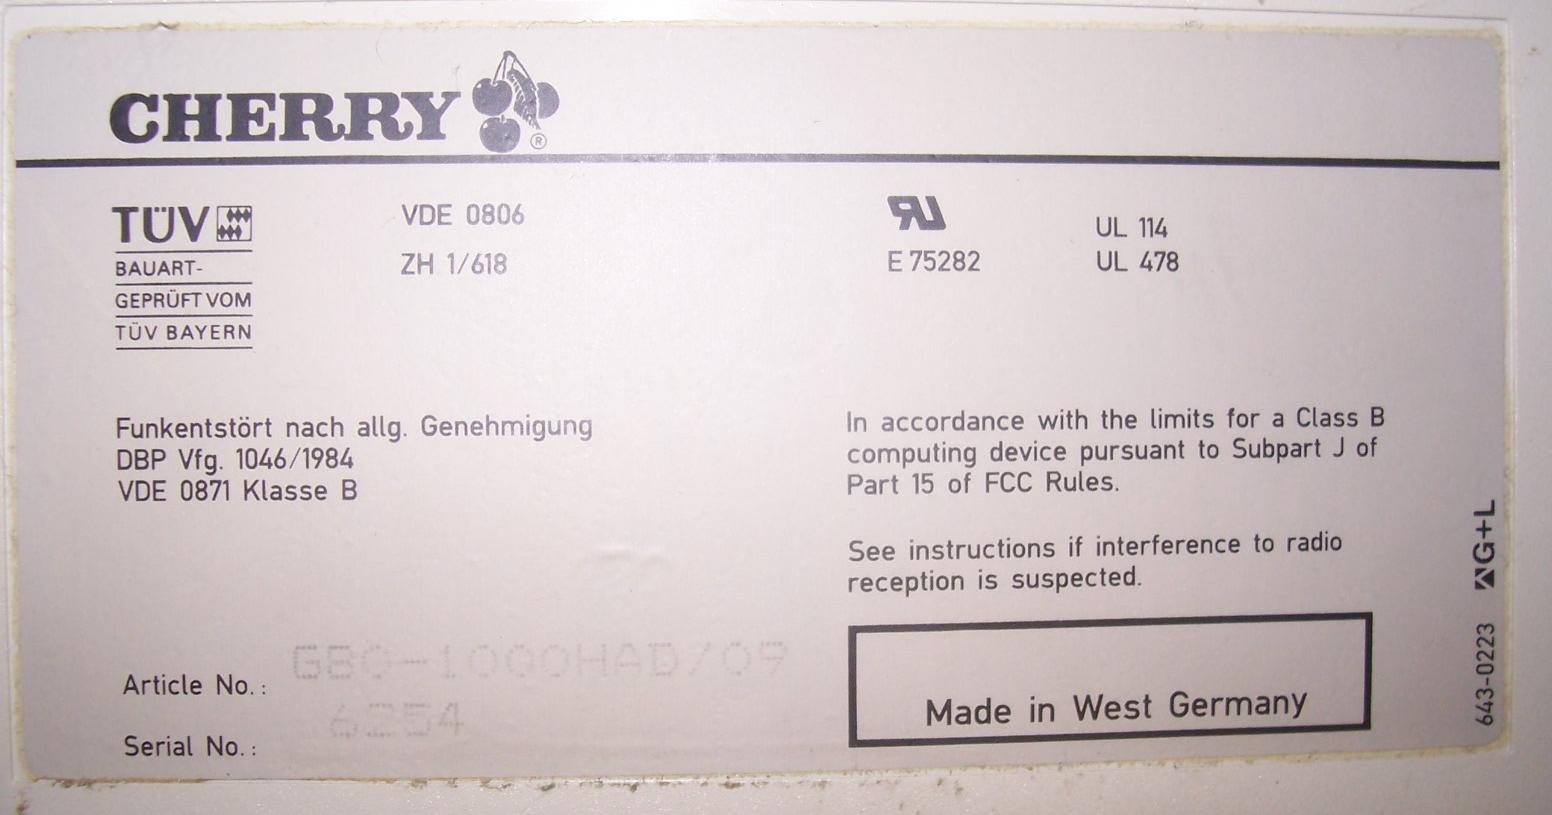 CHERRY ®
TÜV
BAUART-
GEPRÜFT VOM
TÜV BAYERN
VDE 0806
ZH 1/618
RU
E 75282
UL 114
UL 478
Funkentstört nach allg. Genehmigung
DBP Vfg. 1046/1984
VDE 0871 Klasse B
In accordance with the limits for a Class B
computing device pursuant to Subpart J of
Part 15 of FCC Rules.
See instructions if interference to radio
reception is suspected.
Article No.:
Serial No.: 6254
Made in West Germany
643-0223 G+L